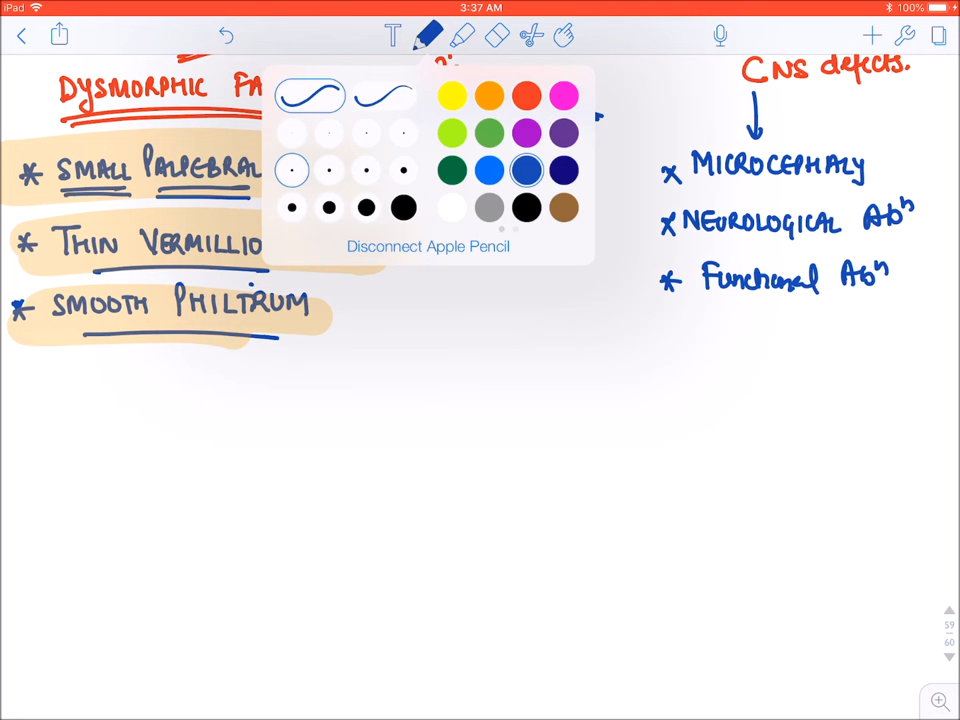 iPad 3:37 AM 100%
CNS defects.
DYSMORPHIC FA
* SMALL PALPEBRAL
* THIN VERMILLIO
* SMOOTH PHILTRUM
* MICROCEPHALY
* NEUROLOGICAL Abⁿ
* Functional Abⁿ
Disconnect Apple Pencil
59
60